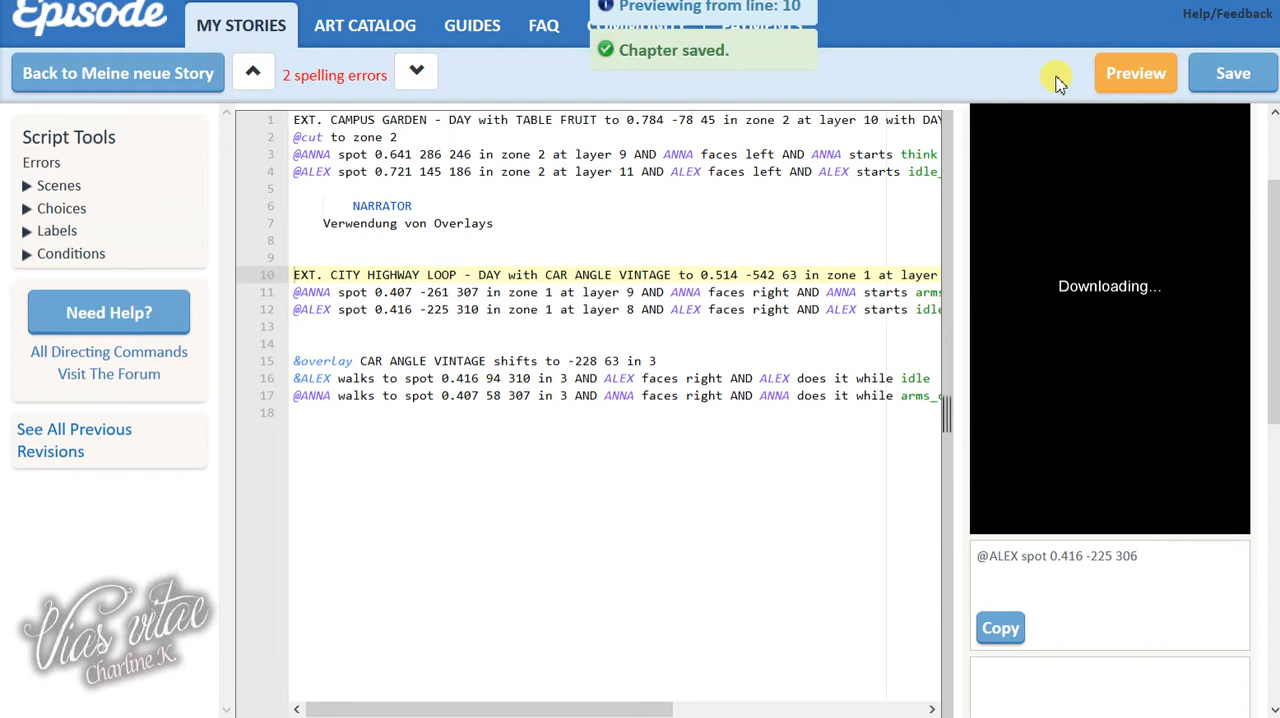 Episode
MY STORIES
ART CATALOG
GUIDES
FAQ
Previewing from line: 10
Chapter saved.
Help/Feedback
Back to Meine neue Story
2 spelling errors
Preview
Save
Script Tools
Errors
Scenes
Choices
Labels
Conditions
Need Help?
All Directing Commands
Visit The Forum
See All Previous
Revisions
Vias vitae
Charline K.
1 EXT. CAMPUS GARDEN - DAY with TABLE FRUIT to 0.784 -78 45 in zone 2 at layer 10 with DAY
2 @cut to zone 2
3 @ANNA spot 0.641 286 246 in zone 2 at layer 9 AND ANNA faces left AND ANNA starts think
4 @ALEX spot 0.721 145 186 in zone 2 at layer 11 AND ALEX faces left AND ALEX starts idle_
5
6 NARRATOR
7 Verwendung von Overlays
8
9
10 EXT. CITY HIGHWAY LOOP - DAY with CAR ANGLE VINTAGE to 0.514 -542 63 in zone 1 at layer
11 @ANNA spot 0.407 -261 307 in zone 1 at layer 9 AND ANNA faces right AND ANNA starts arms
12 @ALEX spot 0.416 -225 310 in zone 1 at layer 8 AND ALEX faces right AND ALEX starts idle
13
14
15 &overlay CAR ANGLE VINTAGE shifts to -228 63 in 3
16 &ALEX walks to spot 0.416 94 310 in 3 AND ALEX faces right AND ALEX does it while idle
17 @ANNA walks to spot 0.407 58 307 in 3 AND ANNA faces right AND ANNA does it while arms_
18
Downloading...
@ALEX spot 0.416 -225 306
Copy